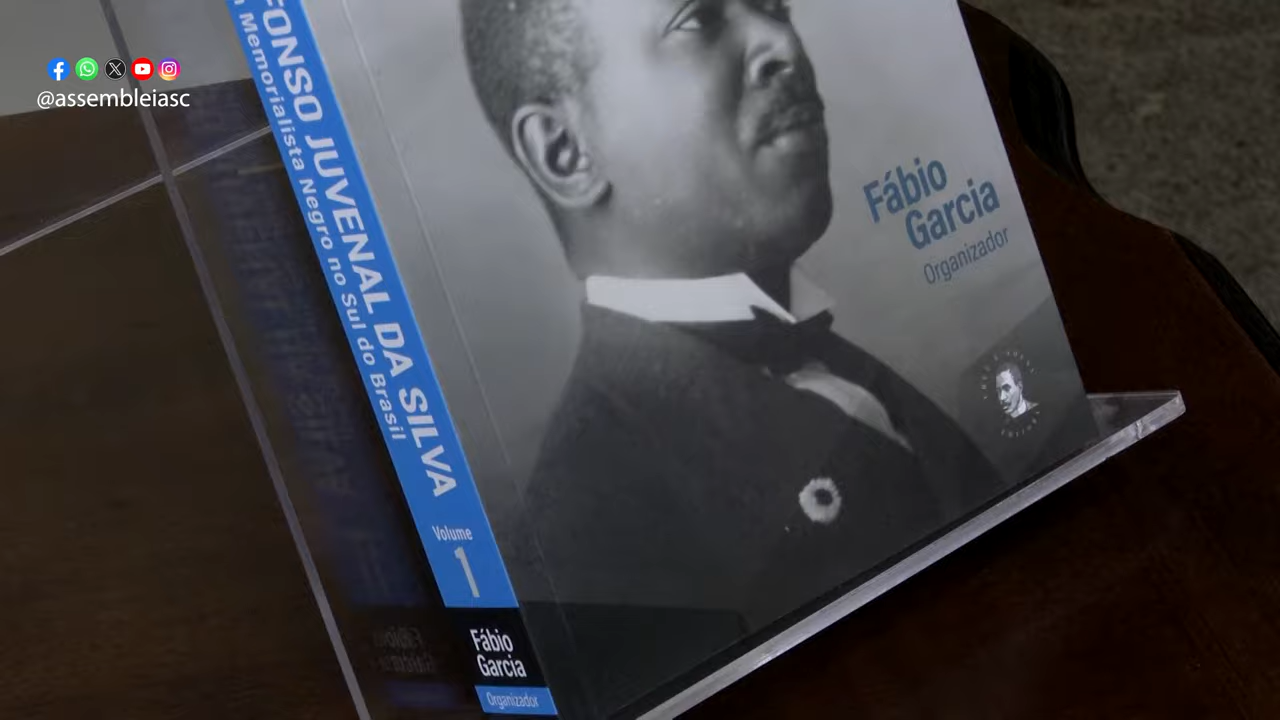 @assembleiasc
FONSO JUVENAL DA SILVA
Memorialista Negro no Sul do Brasil
Volume
1
Fábio
Garcia
Organizador
Fábio
Garcia
Organizador